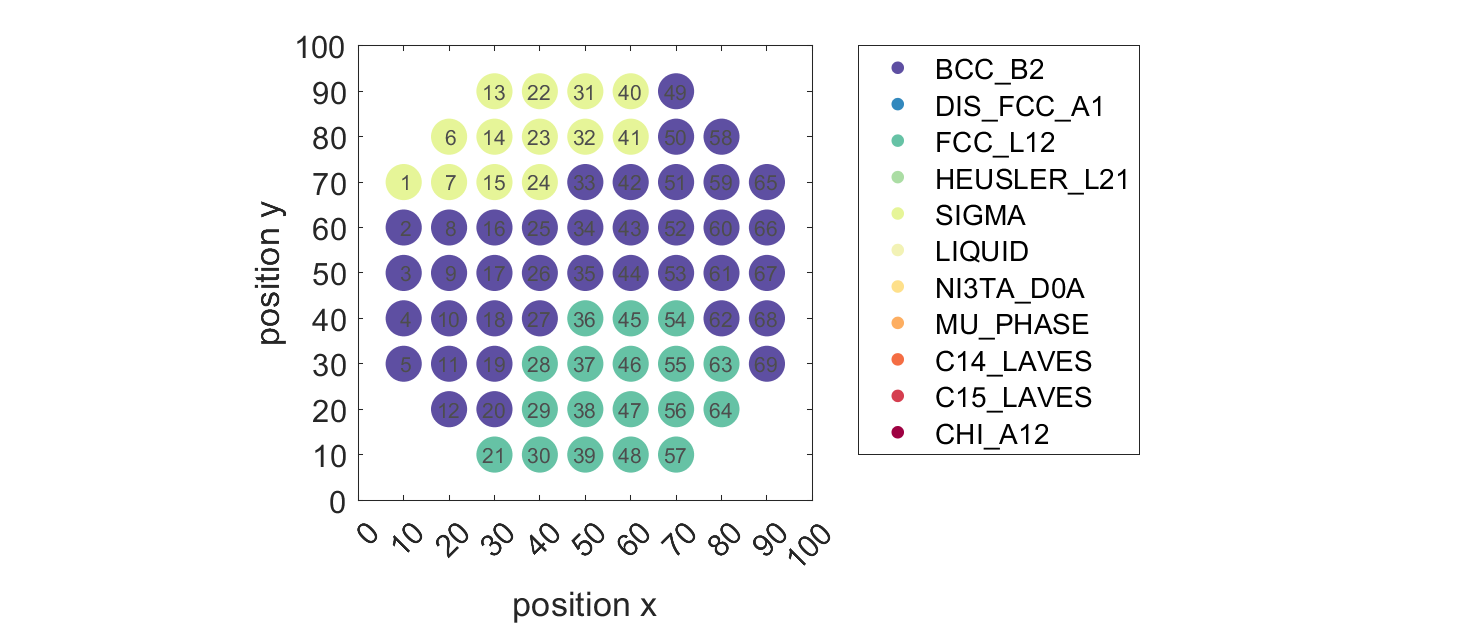 100
90
80
70
60
50
40
30
20
10
0
position y
13 22 31 40 49
6 14 23 32 41 50 58
1 7 15 24 33 42 51 59 65
2 8 16 25 34 43 52 60 66
3 9 17 26 35 44 53 61 67
4 10 18 27 36 45 54 62 68
5 11 19 28 37 46 55 63 69
12 20 29 38 47 56 64
21 30 39 48 57
0 10 20 30 40 50 60 70 80 90 100
position x
BCC_B2
DIS_FCC_A1
FCC_L12
HEUSLER_L21
SIGMA
LIQUID
NI3TA_D0A
MU_PHASE
C14_LAVES
C15_LAVES
CHI_A12